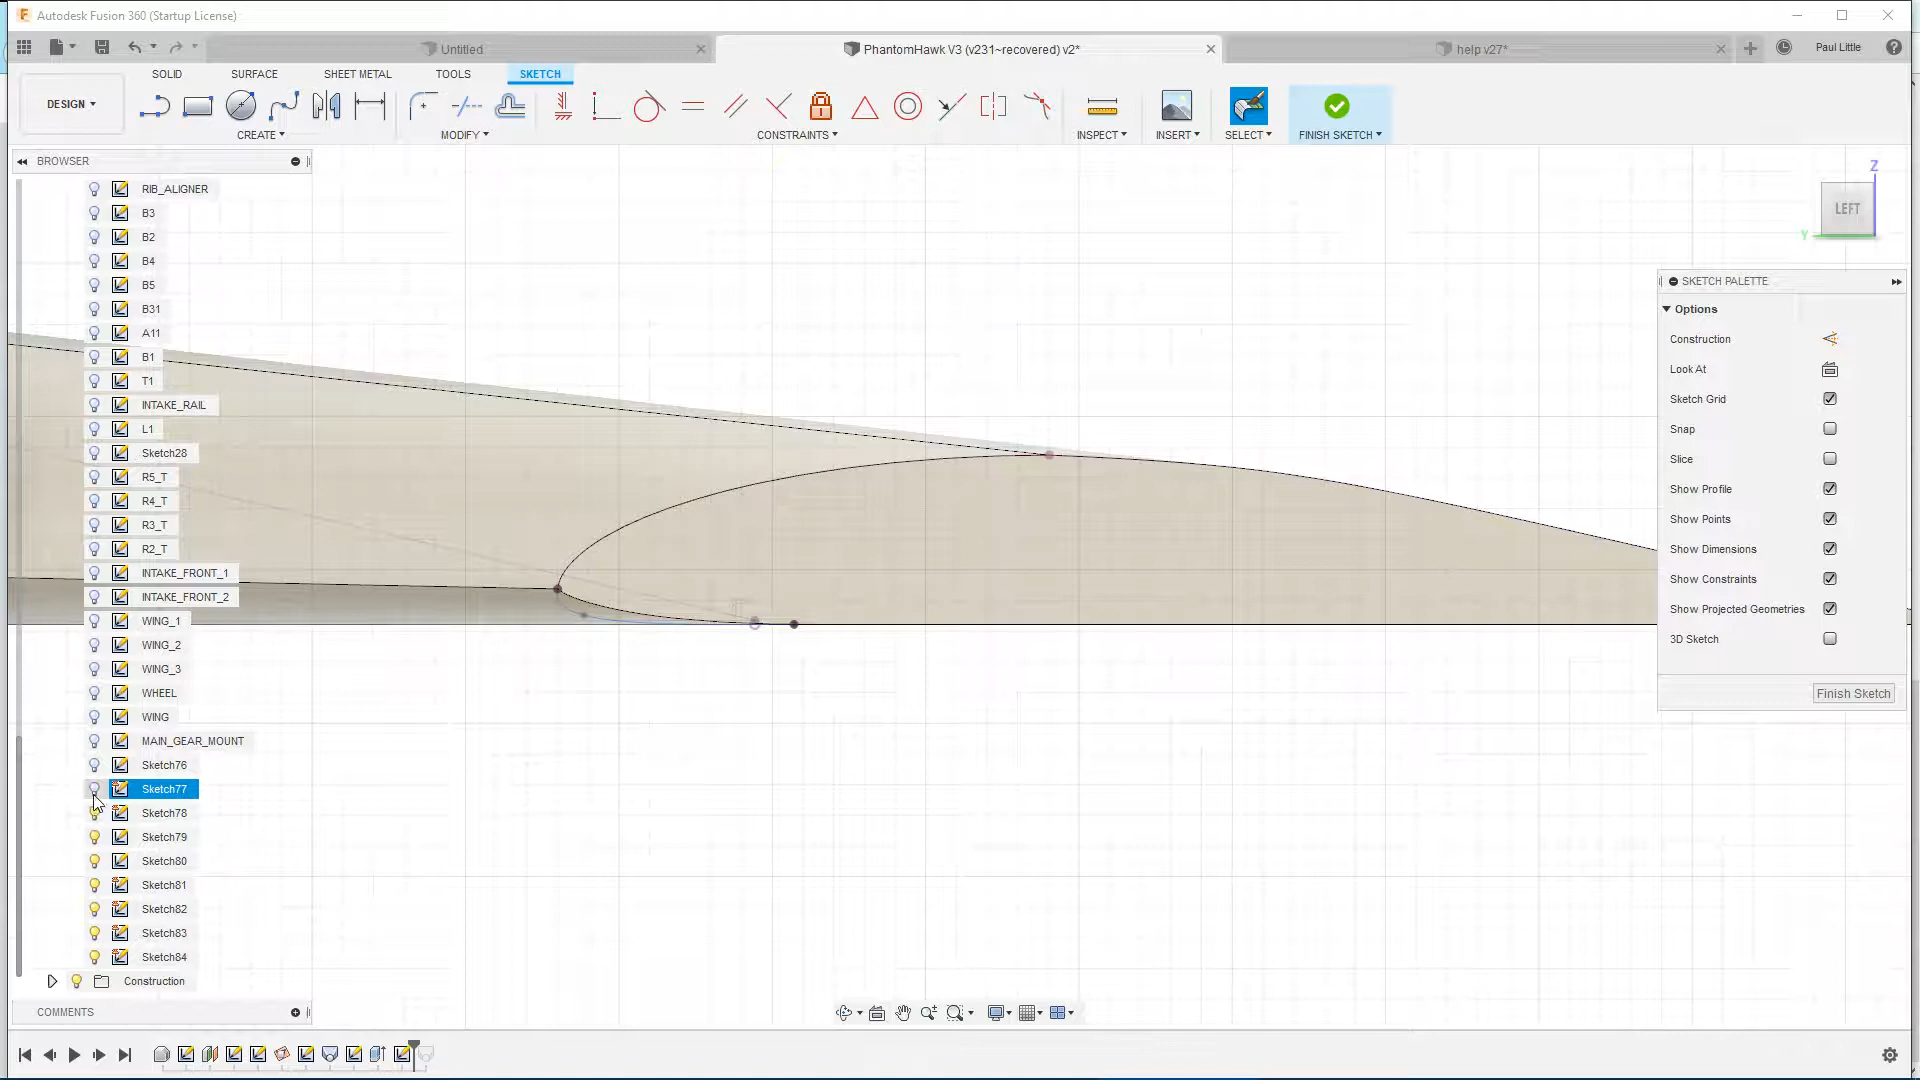 Autodesk Fusion 360 (Startup License)
Untitled
PhantomHawk V3 (v231~recovered) v2*
help v27*
Paul Little
SOLID SURFACE SHEET METAL TOOLS SKETCH
DESIGN
CREATE
MODIFY
CONSTRAINTS
INSPECT
INSERT
SELECT
FINISH SKETCH
BROWSER
RIB_ALIGNER
B3
B2
B4
B5
B31
A11
B1
T1
INTAKE_RAIL
L1
Sketch28
R5_T
R4_T
R3_T
R2_T
INTAKE_FRONT_1
INTAKE_FRONT_2
WING_1
WING_2
WING_3
WHEEL
WING
MAIN_GEAR_MOUNT
Sketch76
Sketch77
Sketch78
Sketch79
Sketch80
Sketch81
Sketch82
Sketch83
Sketch84
Construction
COMMENTS
Z
LEFT
Y
SKETCH PALETTE
Options
Construction
Look At
Sketch Grid
Snap
Slice
Show Profile
Show Points
Show Dimensions
Show Constraints
Show Projected Geometries
3D Sketch
Finish Sketch